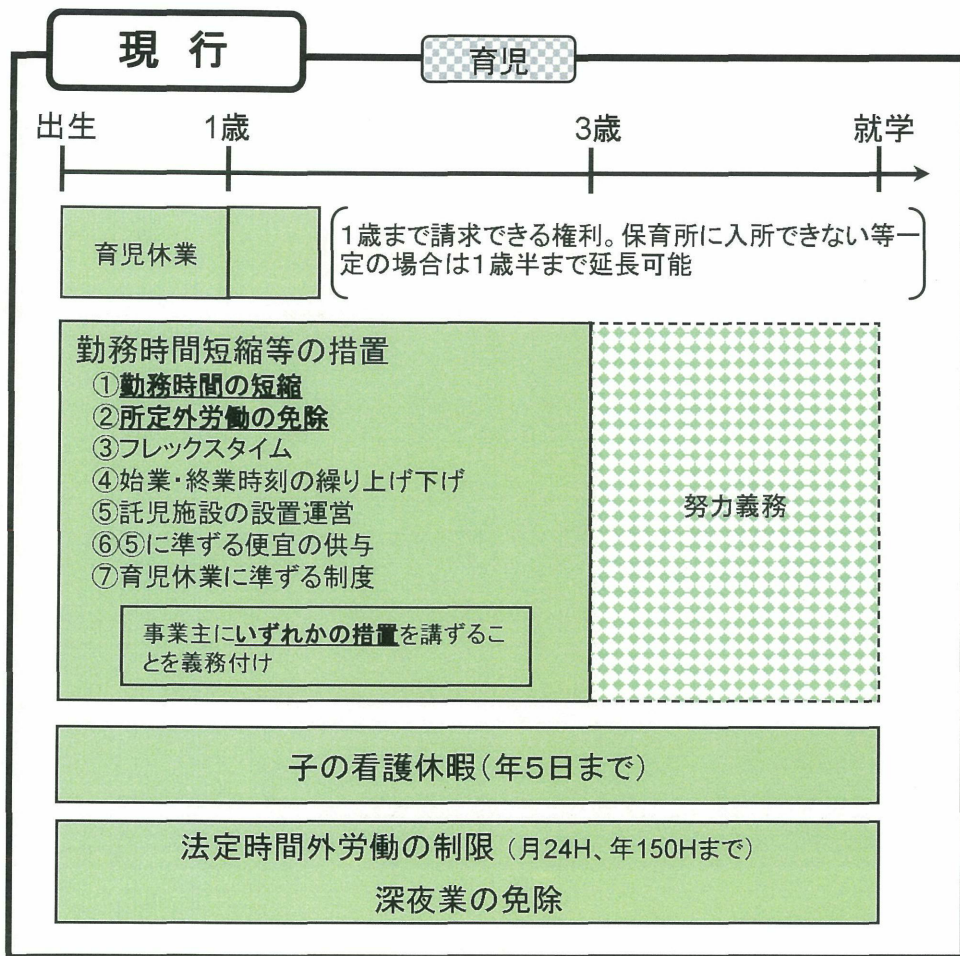 現 行
育児
出生 1歳 3歳 就学
育児休業
1歳まで請求できる権利。保育所に入所できない等一
定の場合は1歳半まで延長可能
勤務時間短縮等の措置
①勤務時間の短縮
②所定外労働の免除
③フレックスタイム
④始業・終業時刻の繰り上げ下げ
⑤託児施設の設置運営
⑥⑤に準ずる便宜の供与
⑦育児休業に準ずる制度
事業主にいずれかの措置を講ずるこ
とを義務付け
努力義務
子の看護休暇(年5日まで)
法定時間外労働の制限(月24H、年150Hまで)
深夜業の免除